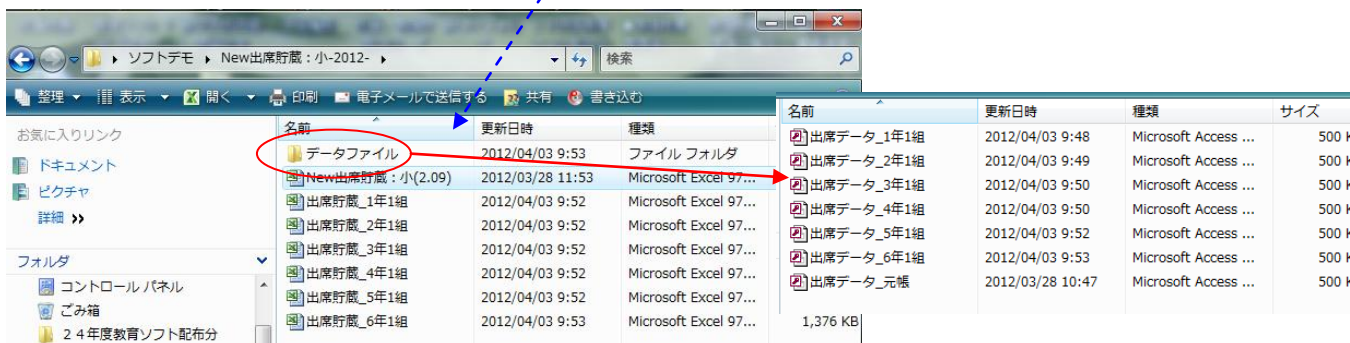 ソフトデモ New出席貯蔵：小-2012- 検索
整理 表示 開く 印刷 電子メールで送信する 共有 書き込む
お気に入りリンク
ドキュメント
ピクチャ
詳細 >>
フォルダ
コントロール パネル
ごみ箱
２４年度教育ソフト配布分
名前 更新日時 種類
データファイル 2012/04/03 9:53 ファイル フォルダ
New出席貯蔵：小(2.09) 2012/03/28 11:53 Microsoft Excel 97...
出席貯蔵_1年1組 2012/04/03 9:52 Microsoft Excel 97...
出席貯蔵_2年1組 2012/04/03 9:52 Microsoft Excel 97...
出席貯蔵_3年1組 2012/04/03 9:52 Microsoft Excel 97...
出席貯蔵_4年1組 2012/04/03 9:52 Microsoft Excel 97...
出席貯蔵_5年1組 2012/04/03 9:52 Microsoft Excel 97...
出席貯蔵_6年1組 2012/04/03 9:53 Microsoft Excel 97... 1,376 KB
名前 更新日時 種類 サイズ
出席データ_1年1組 2012/04/03 9:48 Microsoft Access ... 500 K
出席データ_2年1組 2012/04/03 9:49 Microsoft Access ... 500 K
出席データ_3年1組 2012/04/03 9:50 Microsoft Access ... 500 K
出席データ_4年1組 2012/04/03 9:50 Microsoft Access ... 500 K
出席データ_5年1組 2012/04/03 9:52 Microsoft Access ... 500 K
出席データ_6年1組 2012/04/03 9:53 Microsoft Access ... 500 K
出席データ_元帳 2012/03/28 10:47 Microsoft Access ... 500 K